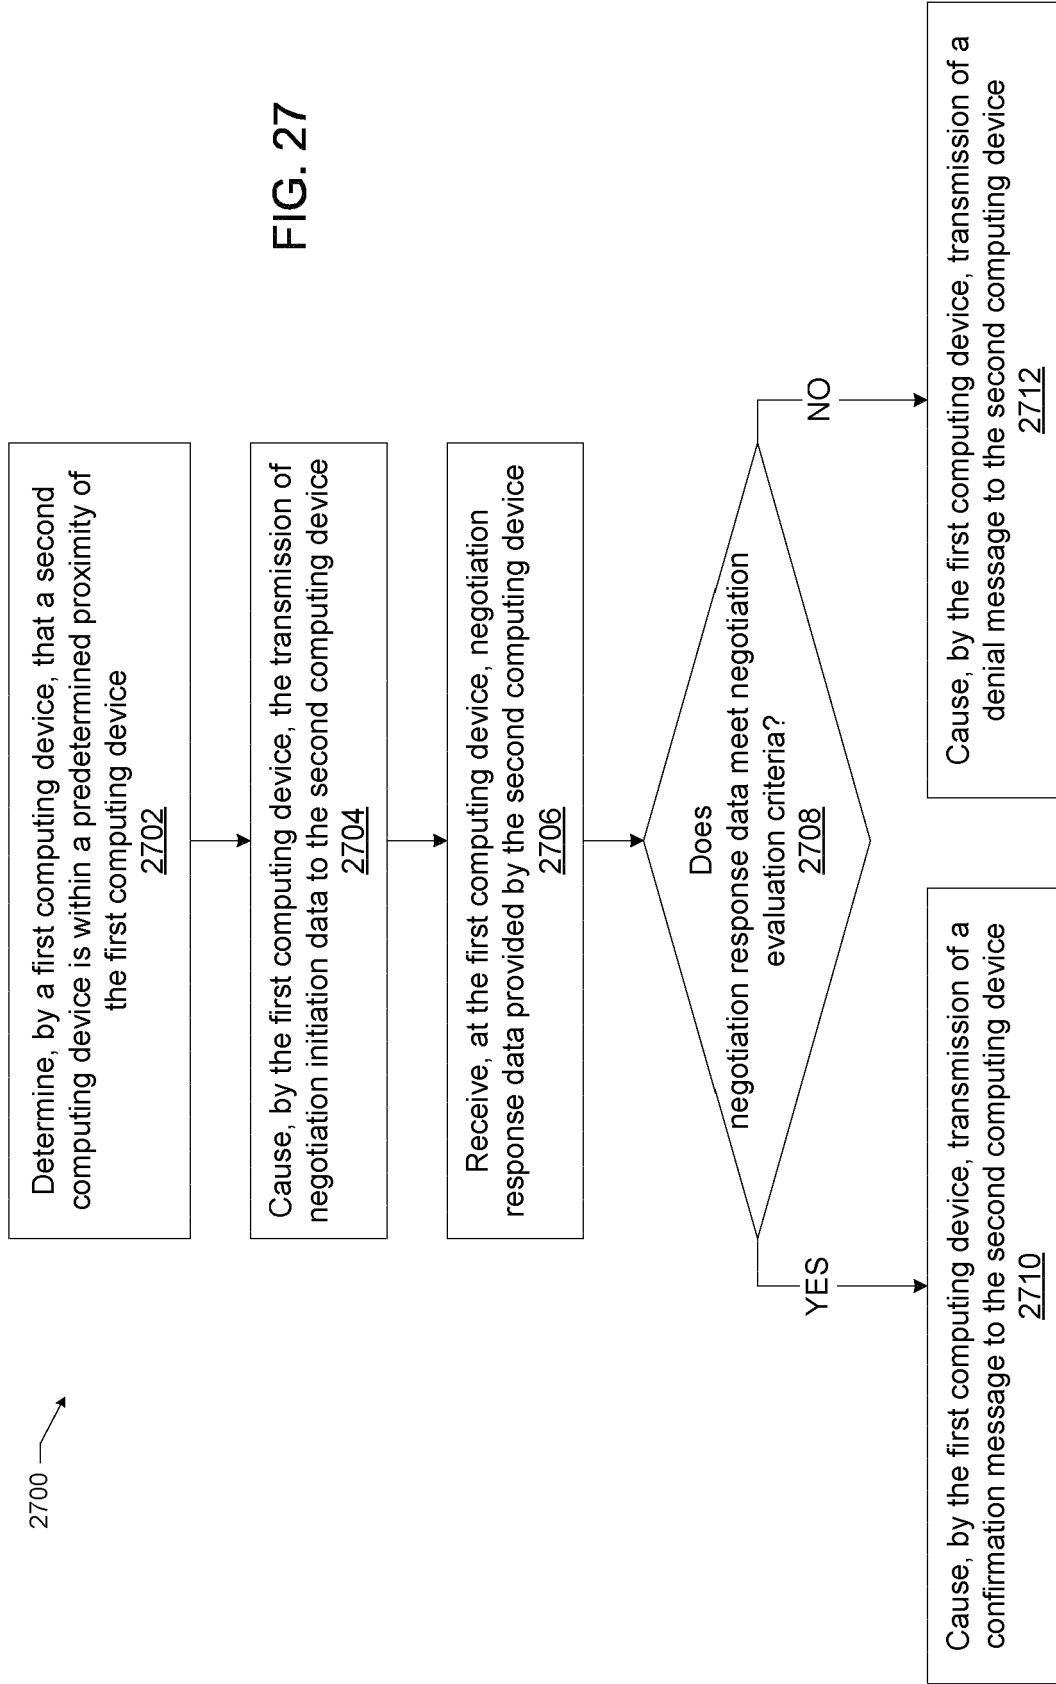 2700
FIG. 27
Determine, by a first computing device, that a second
computing device is within a predetermined proximity of
the first computing device
2702
Cause, by the first computing device, the transmission of
negotiation initiation data to the second computing device
2704
Receive, at the first computing device, negotiation
response data provided by the second computing device
2706
Does
negotiation response data meet negotiation
evaluation criteria?
2708
YES
NO
Cause, by the first computing device, transmission of a
confirmation message to the second computing device
2710
Cause, by the first computing device, transmission of a
denial message to the second computing device
2712